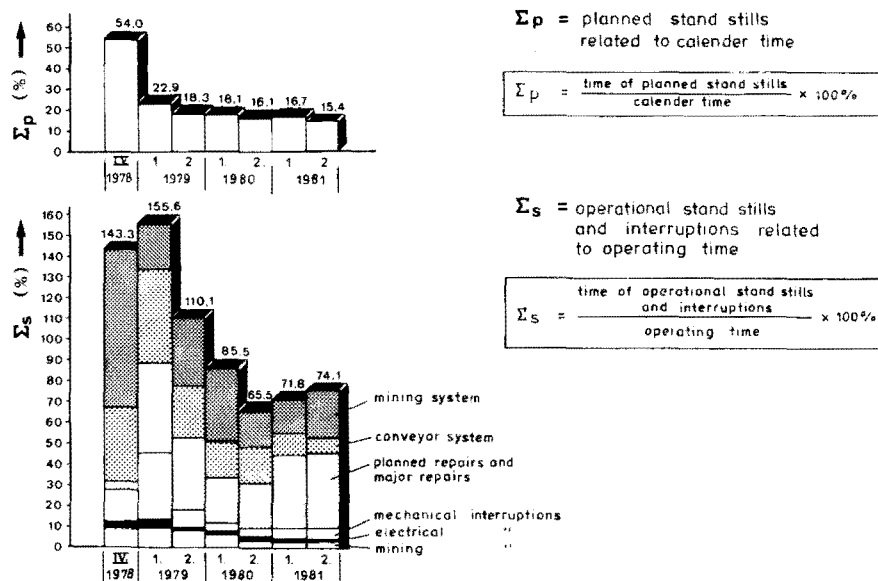 Σp (%)
60
50
40
30
20
10
0
54.0
22.9
18.3
18.1
16.1
16.7
15.4
IV. 1. 2. 1. 2. 1. 2
1978 1979 1980 1981
Σp = planned stand stills
related to calender time
Σp = time of planned stand stills
calender time
× 100%
Σs (%)
160
150
140
130
120
110
100
90
80
70
60
50
40
30
20
10
0
143.3
155.6
110,1
85.5
65.5
71.8
74.1
IV. 1. 2. 1. 2. 1. 2.
1978 1979 1980 1981
mining system
conveyor system
planned repairs and
major repairs
mechanical interruptions
electrical "
mining "
Σs = operational stand stills
and interruptions related
to operating time
Σs = time of operational stand stills
and interruptions
operating time
× 100%